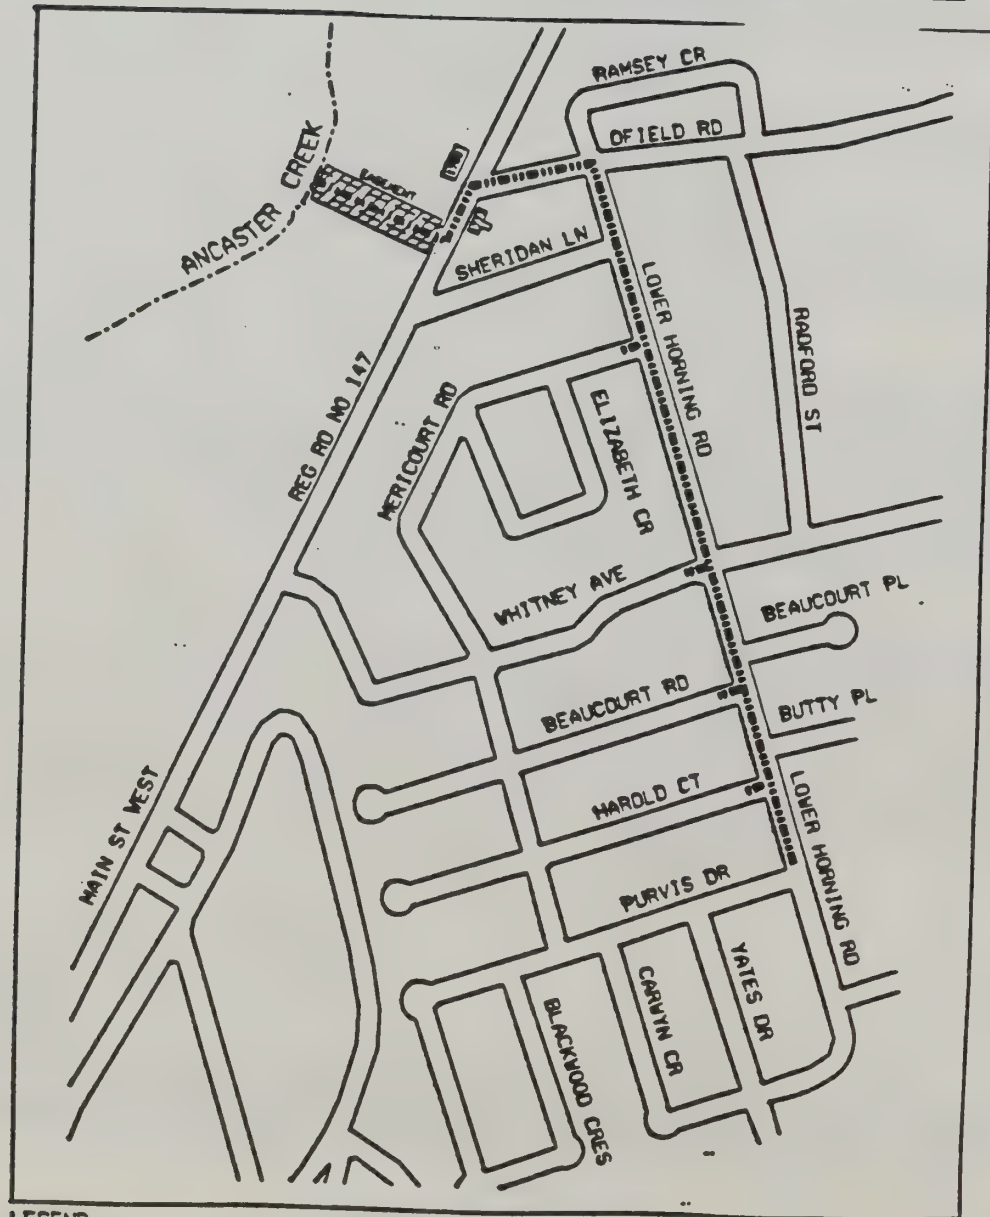 RAMSEY CR
OFIELD RD
EASEMENT
ANCASTER CREEK
SHERIDAN LN
LOWER HORNING RD
RADFORD ST
REG RD NO 147
MERICOURT RD
ELIZABETH CR
WHITNEY AVE
BEAUCOURT PL
BEAUCOURT RD
BUTTY PL
MAIN ST WEST
HAROLD CT
LOWER HORNING RD
PURVIS DR
YATES DR
CARWYN CR
BLACKWOOD CRES
LEGEND